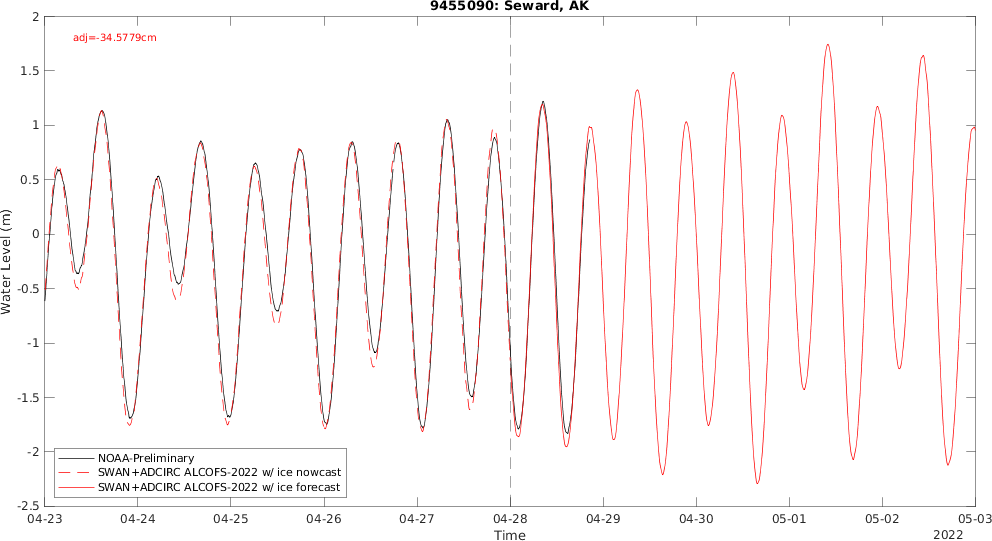 9455090: Seward, AK
adj=-34.5779cm
2
1.5
1
0.5
0
-0.5
-1
-1.5
-2
-2.5
Water Level (m)
NOAA-Preliminary
SWAN+ADCIRC ALCOFS-2022 w/ ice nowcast
SWAN+ADCIRC ALCOFS-2022 w/ ice forecast
04-23 04-24 04-25 04-26 04-27 04-28 04-29 04-30 05-01 05-02 05-03
Time
2022